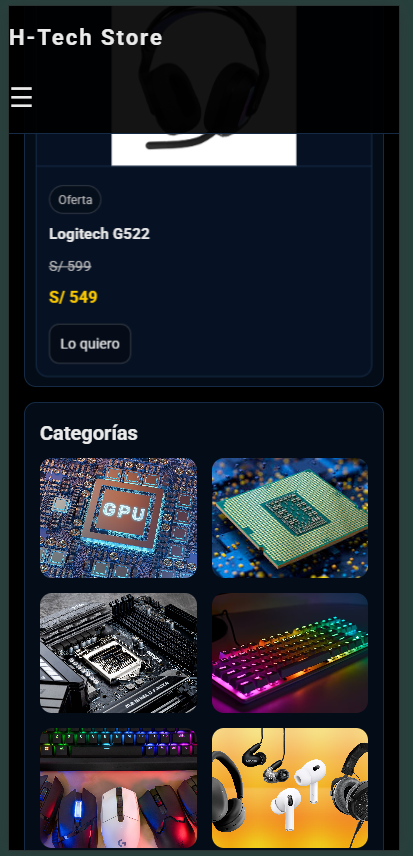 H-Tech Store
Oferta
Logitech G522
S/ 599
S/ 549
Lo quiero
Categorías
GPU